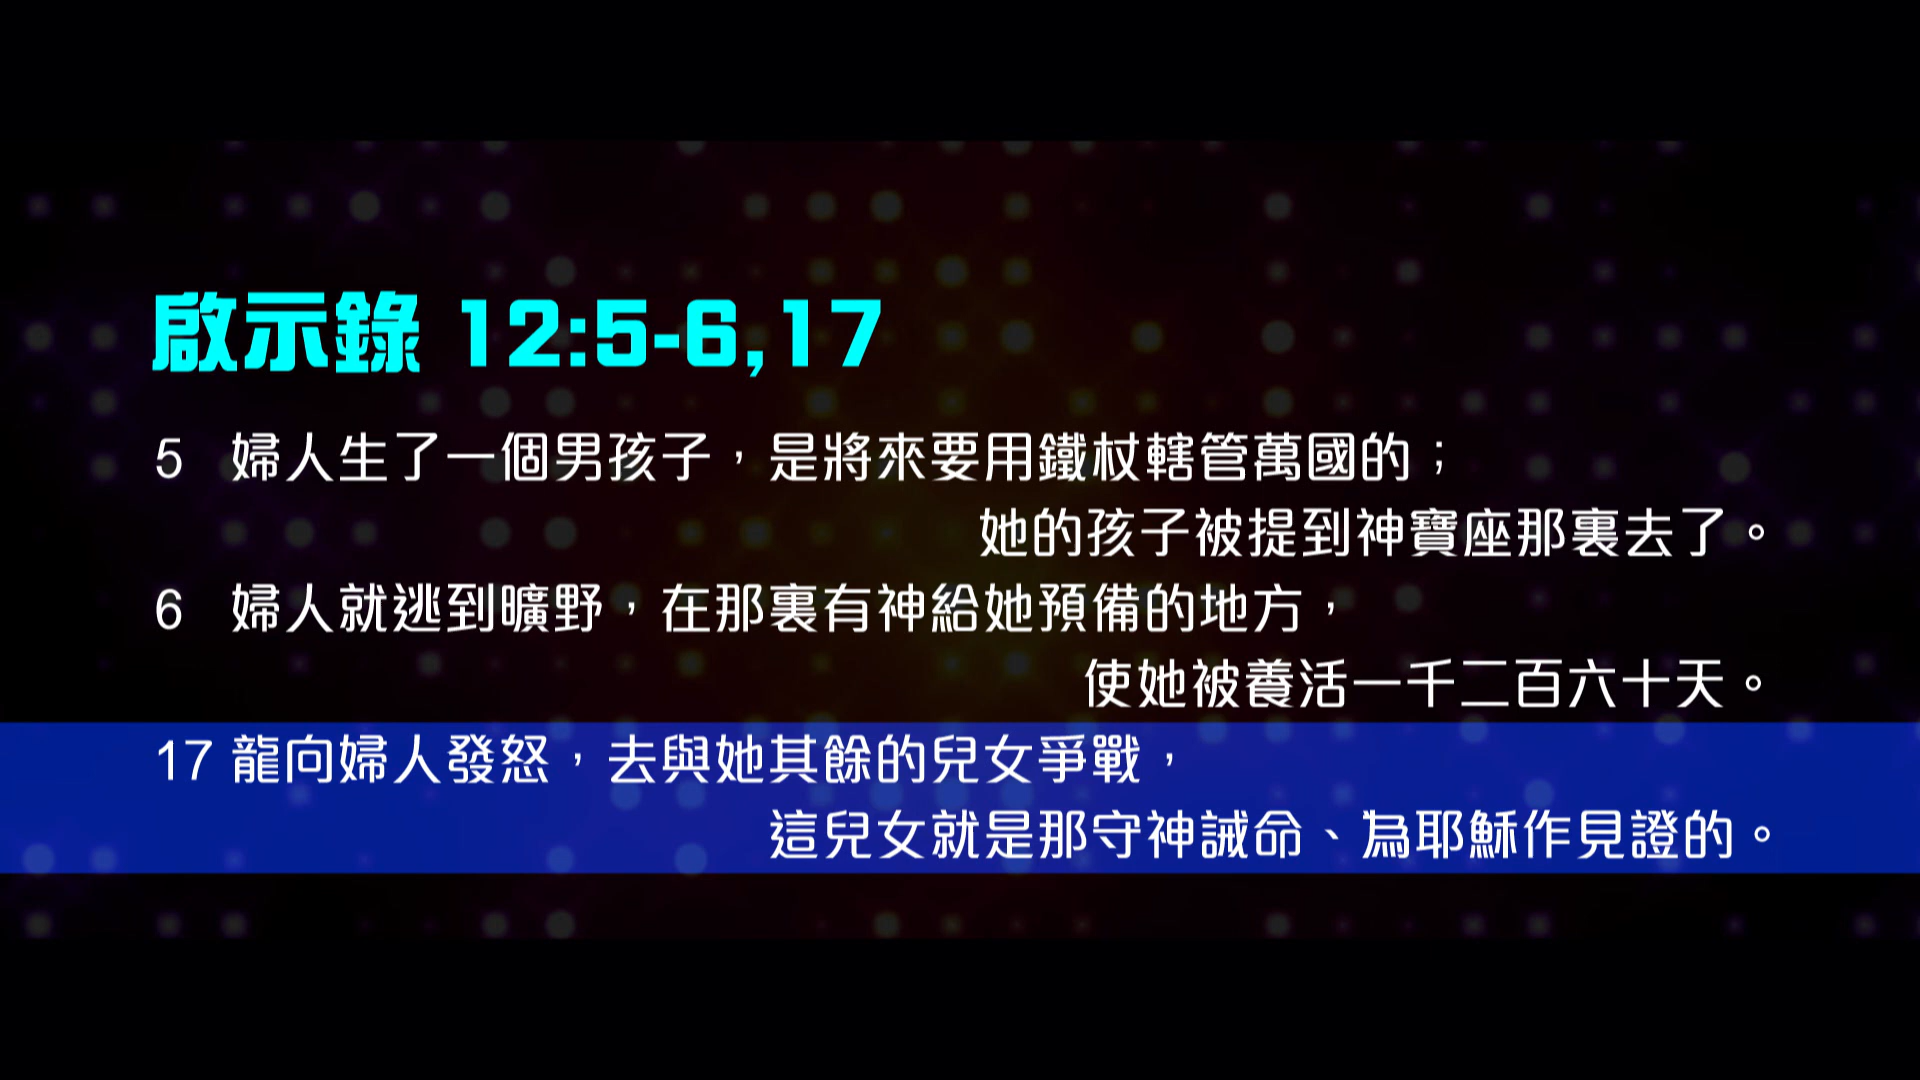 啟示錄 12:5-6,17
5 婦人生了一個男孩子，是將來要用鐵杖轄管萬國的；
她的孩子被提到神寶座那裏去了。
6 婦人就逃到曠野，在那裏有神給她預備的地方，
使她被養活一千二百六十天。
17 龍向婦人發怒，去與她其餘的兒女爭戰，
這兒女就是那守神誡命、為耶穌作見證的。